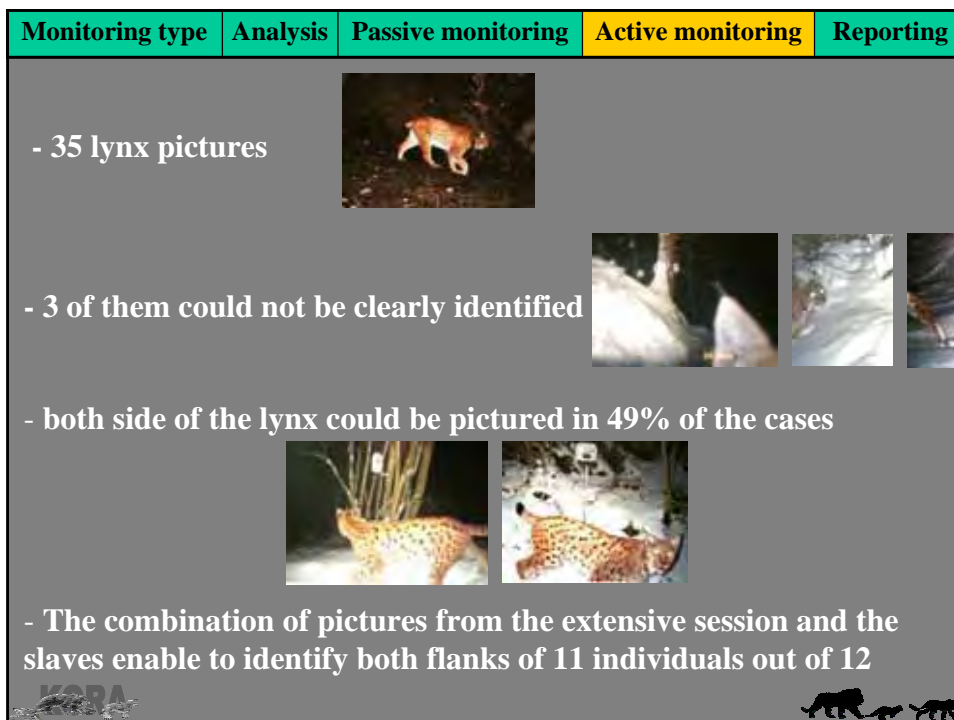 Monitoring type Analysis Passive monitoring Active monitoring Reporting
- 35 lynx pictures
- 3 of them could not be clearly identified
- both side of the lynx could be pictured in 49% of the cases
- The combination of pictures from the extensive session and the
slaves enable to identify both flanks of 11 individuals out of 12
KORA